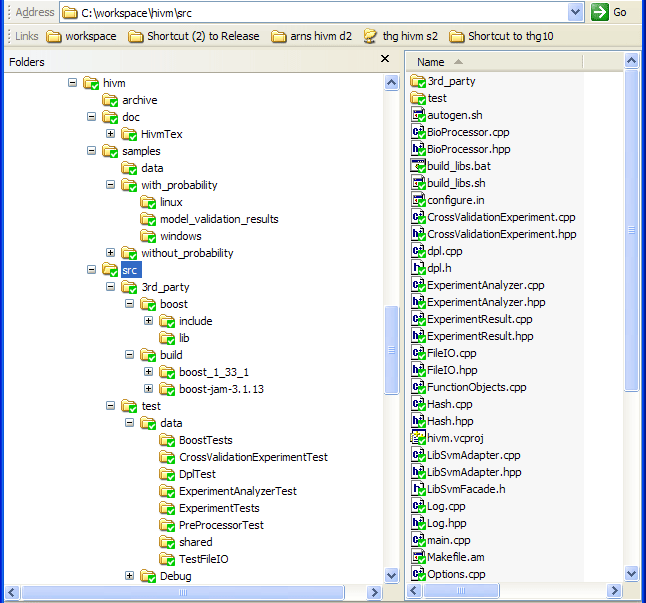 Address C:\workspace\hivm\src Go
Links workspace Shortcut (2) to Release arns hivm d2 thg hivm s2 Shortcut to thg10
Folders
hivm
archive
doc
HivmTex
samples
data
with_probability
linux
model_validation_results
windows
without_probability
src
3rd_party
boost
include
lib
build
boost_1_33_1
boost-jam-3.1.13
test
data
BoostTests
CrossValidationExperimentTest
DplTest
ExperimentAnalyzerTest
ExperimentTests
PreProcessorTest
shared
TestFileIO
Debug
Name
3rd_party
test
autogen.sh
BioProcessor.cpp
BioProcessor.hpp
build_libs.bat
build_libs.sh
configure.in
CrossValidationExperiment.cpp
CrossValidationExperiment.hpp
dpl.cpp
dpl.h
ExperimentAnalyzer.cpp
ExperimentAnalyzer.hpp
ExperimentResult.cpp
ExperimentResult.hpp
FileIO.cpp
FileIO.hpp
FunctionObjects.cpp
Hash.cpp
Hash.hpp
hivm.vcproj
LibSvmAdapter.cpp
LibSvmAdapter.hpp
LibSvmFacade.h
Log.cpp
Log.hpp
main.cpp
Makefile.am
Options.cpp